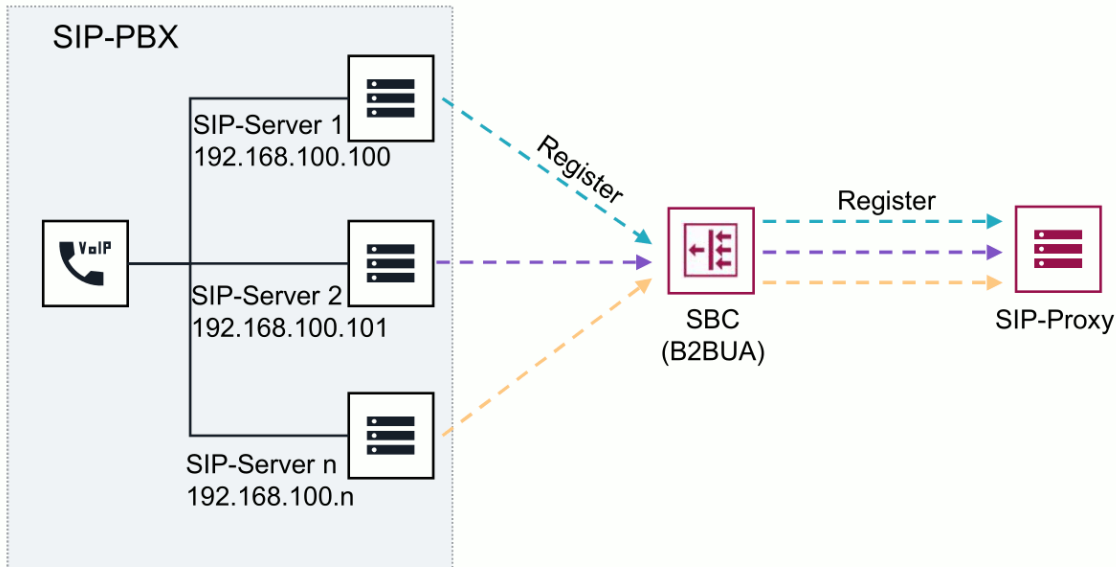 SIP-PBX
SIP-Server 1
192.168.100.100
VoIP
SIP-Server 2
192.168.100.101
SIP-Server n
192.168.100.n
Register
Register
SBC
(B2BUA)
SIP-Proxy